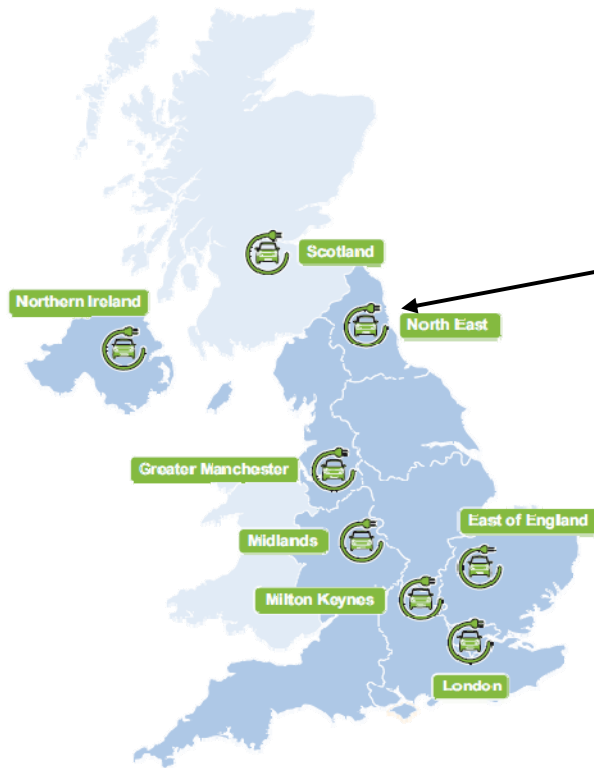 Scotland
Northern Ireland
North East
Greater Manchester
East of England
Midlands
Milton Keynes
London